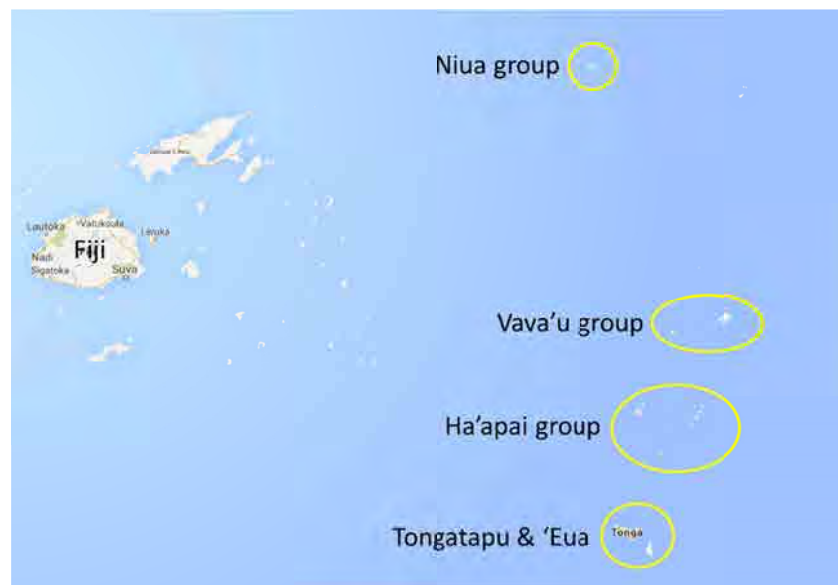 Niua group
Lautoka
Vatukoula
Levuka
Fiji
Nadi
Sigatoka
Suva
Vava'u group
Ha'apai group
Tongatapu & ‘Eua
Tonga